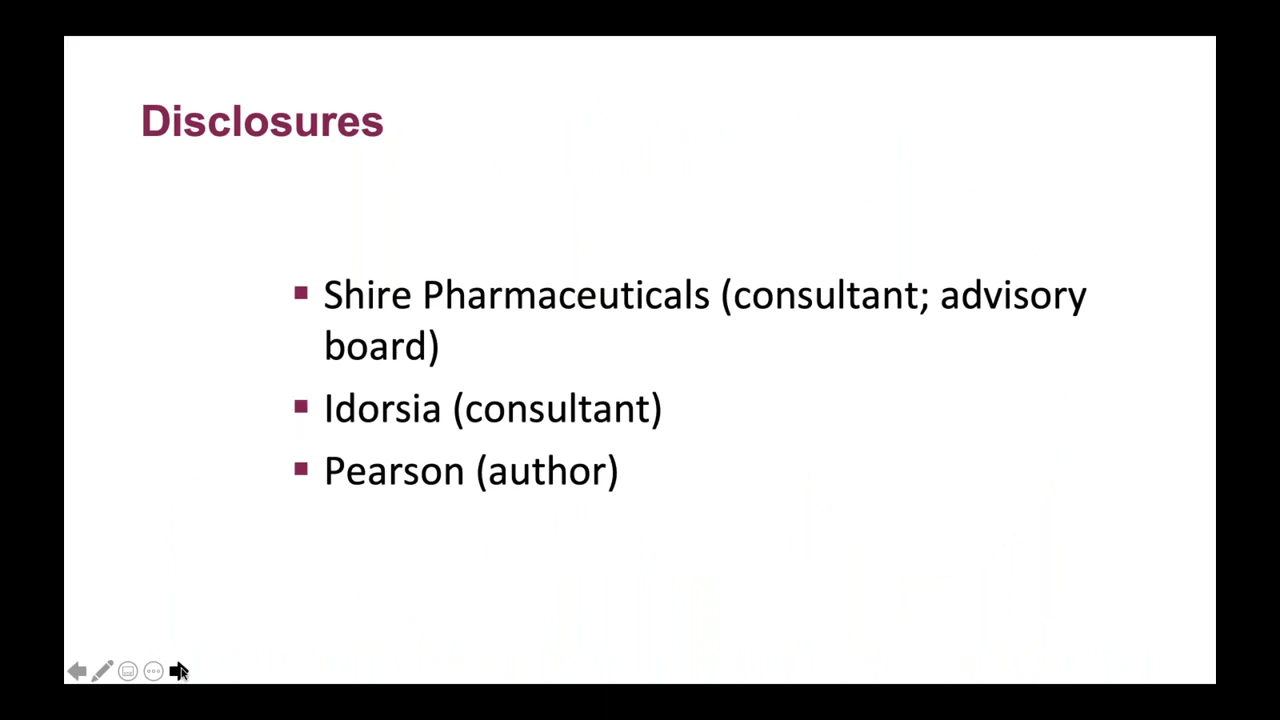 Disclosures
▪ Shire Pharmaceuticals (consultant; advisory
board)
▪ Idorsia (consultant)
▪ Pearson (author)